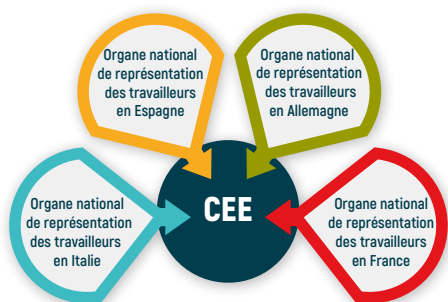 Organe national
de représentation
des travailleurs
en Espagne
Organe national
de représentation
des travailleurs
en Allemagne
Organe national
de représentation
des travailleurs
en Italie
CEE
Organe national
de représentation
des travailleurs
en France